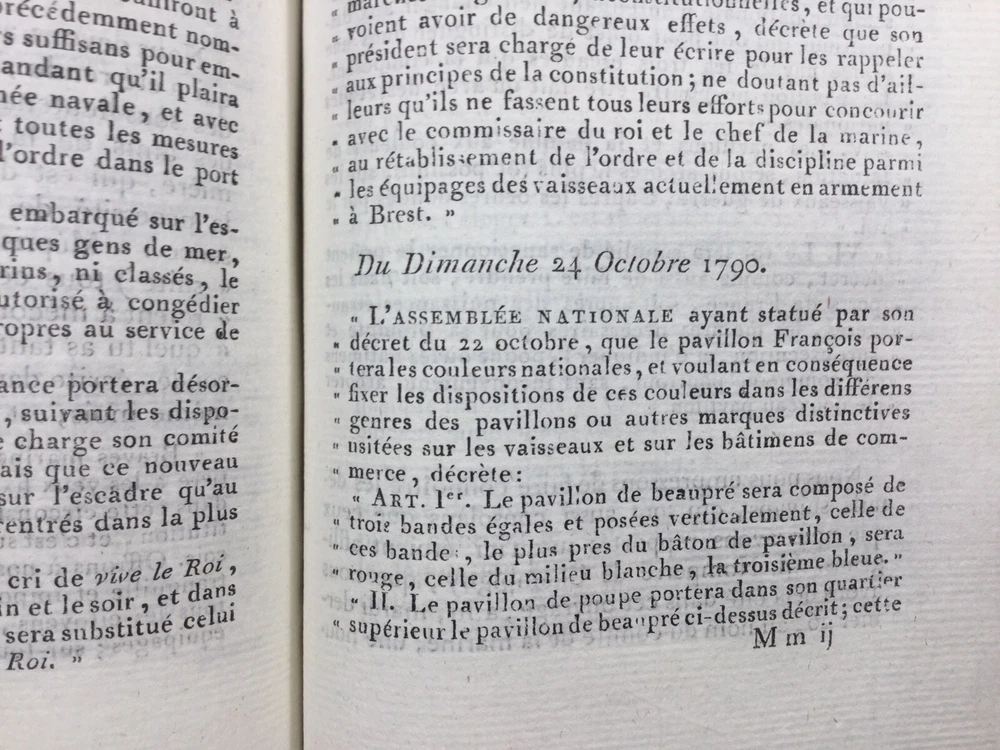 à
précédemment nom-
suffisans pour em-
qu'il plaira
navale, et avec
toutes les mesures
l'ordre dans le port
embarqué sur l'es-
gens de mer,
ni classés, le
à congédier
au service de
portera désor-
, suivant les dispo-
charge son comité
que ce nouveau
sur l'escadre qu'au
rentrés dans la plus
cri de vive le Roi,
et le soir, et dans
sera substitué celui
Roi. »
, et qui pou-
« voient avoir de dangereux effets, décrète que son
« président sera chargé de leur écrire pour les rappeler
« aux principes de la constitution; ne doutant pas d'ail-
« leurs qu'ils ne fassent tous leurs efforts pour concourir
« avec le commissaire du roi et le chef de la marine,
« au rétablissement de l'ordre et de la discipline parmi
« les équipages des vaisseaux actuellement en armement
« à Brest. »
Du Dimanche 24 Octobre 1790.
« L'ASSEMBLÉE NATIONALE ayant statué par son
« décret du 22 octobre, que le pavillon François por-
« tera les couleurs nationales, et voulant en conséquence
« fixer les dispositions de ces couleurs dans les différens
« genres des pavillons ou autres marques distinctives
« usitées sur les vaisseaux et sur les bâtimens de com-
« merce, décrète:
« ART. Ier. Le pavillon de beaupré sera composé de
« trois bandes égales et posées verticalement, celle de
« ces bandes, le plus près du bâton de pavillon, sera
« rouge, celle du milieu blanche, la troisième bleue. »
« II. Le pavillon de poupe portera dans son quartier
« supérieur le pavillon de beaupré ci-dessus décrit; cette
M m ij